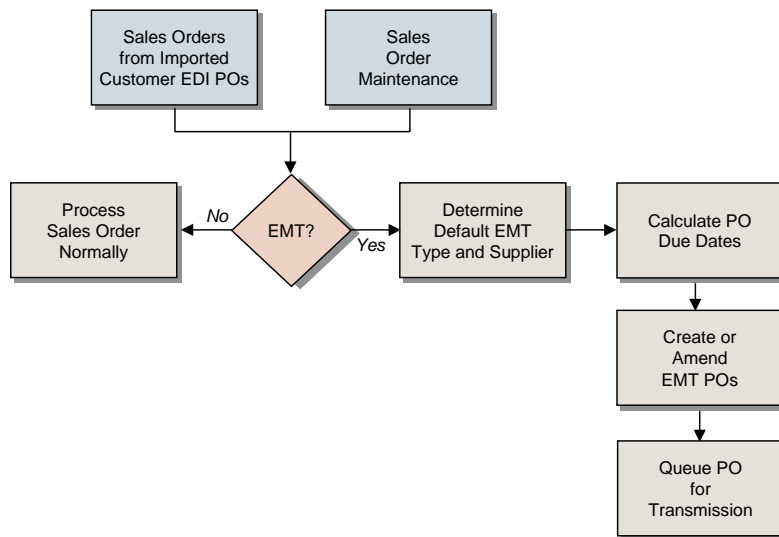 Sales Orders
from Imported
Customer EDI POs
Sales
Order
Maintenance
Process
Sales Order
Normally
No
EMT?
Yes
Determine
Default EMT
Type and Supplier
Calculate PO
Due Dates
Create or
Amend
EMT POs
Queue PO
for
Transmission